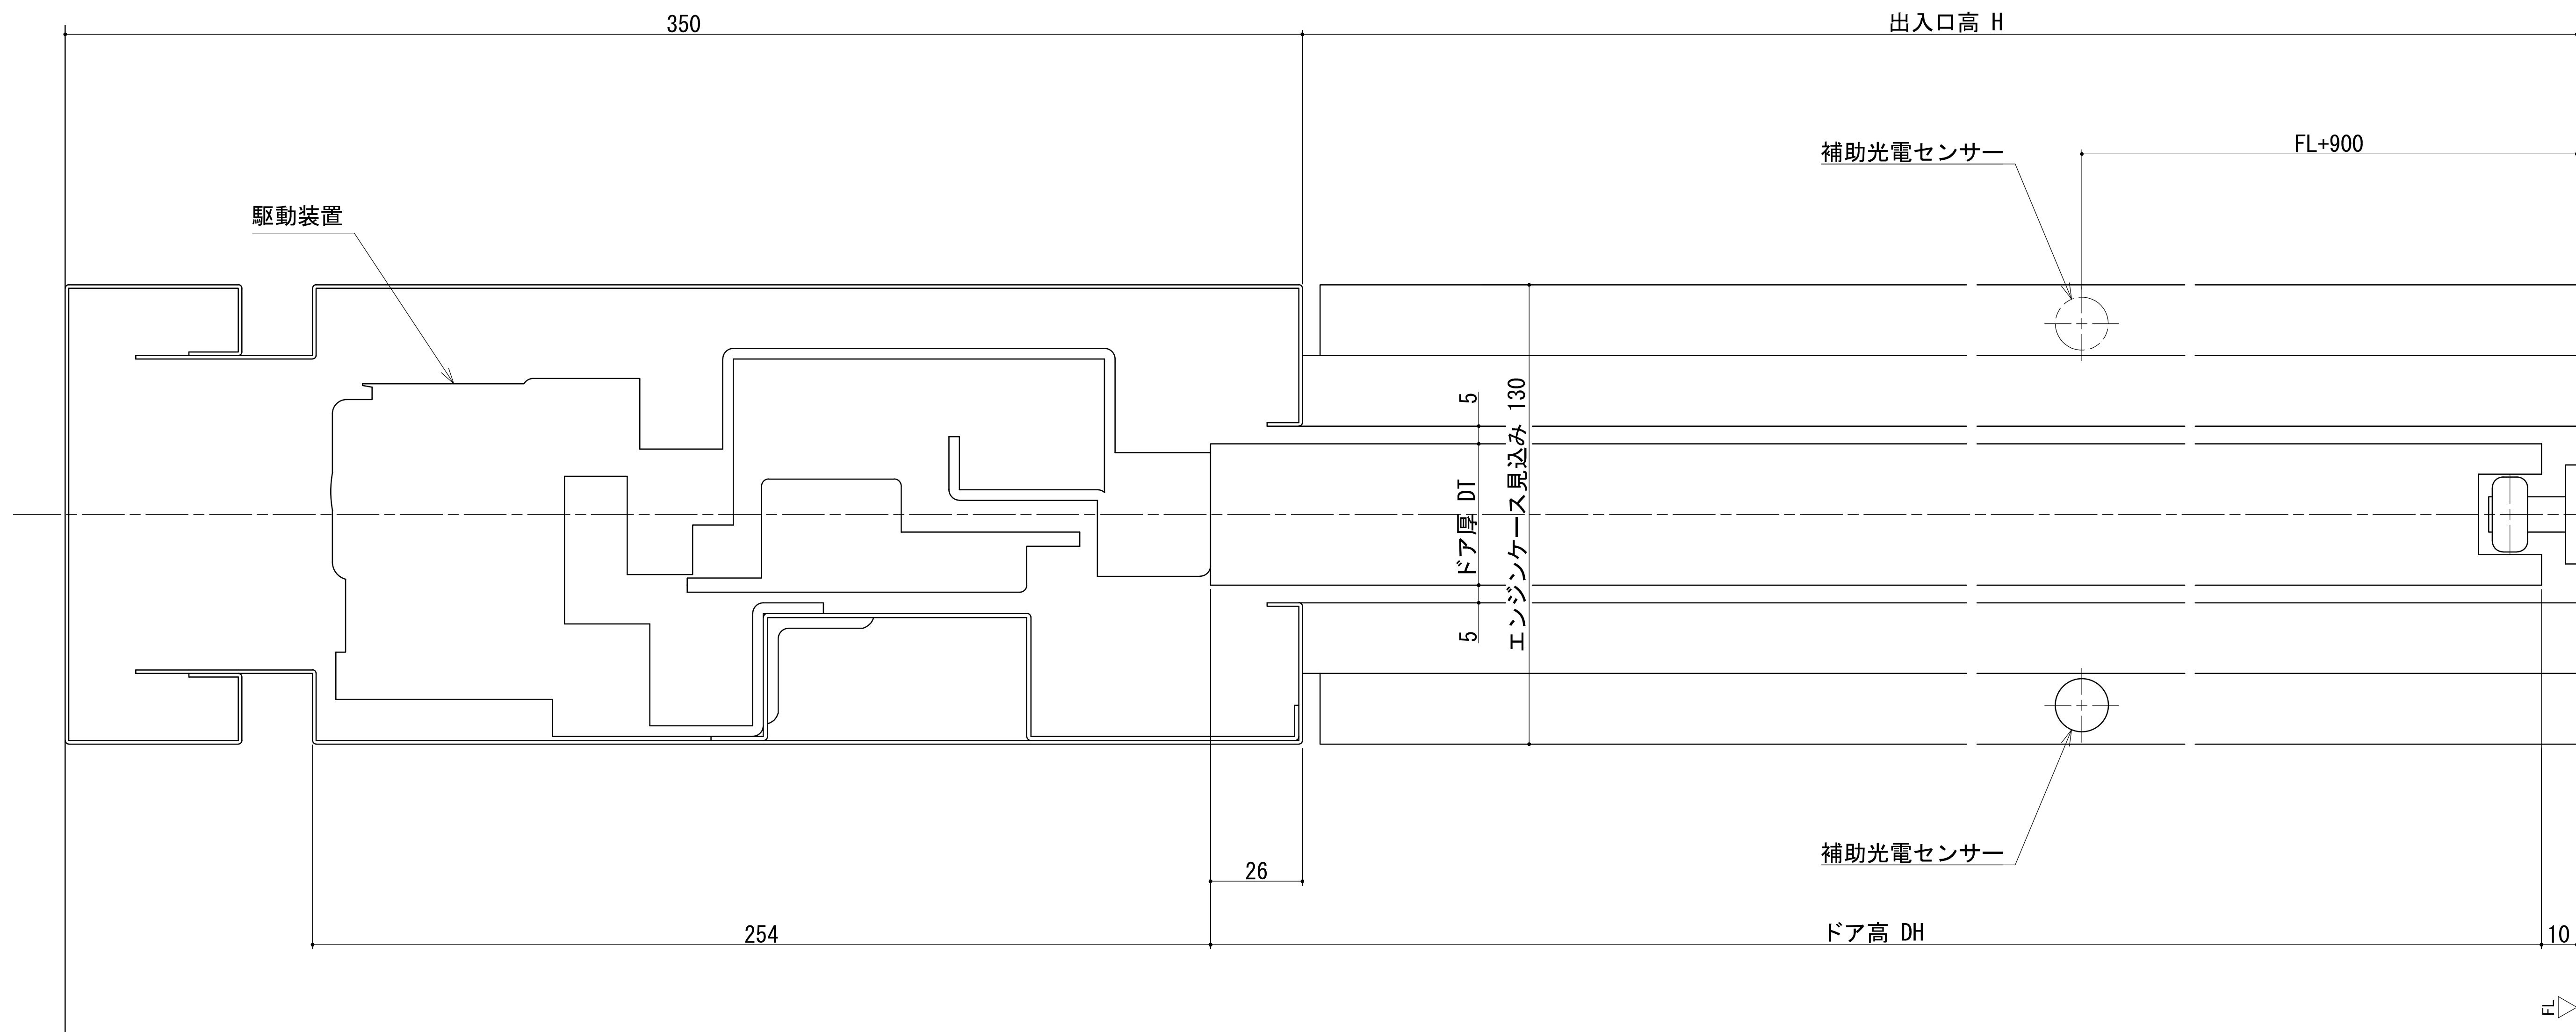 350
出入口高 H
補助光電センサー
FL+900
駆動装置
5
ドア厚 DT
5
エンジンケース見込み 130
補助光電センサー
26
254
ドア高 DH
10
FL